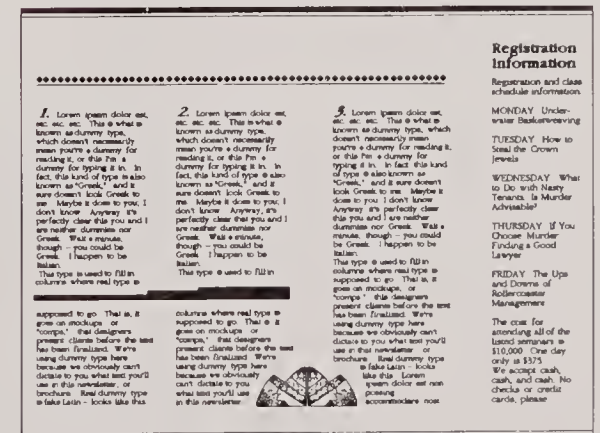 1. Lorem ipsum dolor est,
etc. etc. etc. This is what is
known as dummy type,
which doesn't necessarily
mean you're a dummy for
reading it, or this I'm a
dummy for typing it in. In
fact, this kind of type is also
known as "Greek," and it
sure doesn't look Greek to
me. Maybe it does to you; I
don't know. Anyway, it's
perfectly clear this you and I
are neither dummies nor
Greek. Wait a minute,
though – you could be
Greek. I happen to be
Italian.
This type is used to fill in
columns where real type is
supposed to go. That is, it
goes on mockups or
"comps," that designers
present clients before the text
has been finalized. We're
using dummy type here
because we obviously can't
dictate to you what text you'll
use in this newsletter, or
brochure. Real dummy type
is fake Latin – looks like this
2. Lorem ipsum dolor est,
etc. etc. etc. This is what is
known as dummy type,
which doesn't necessarily
mean you're a dummy for
reading it, or this I'm a
dummy for typing it in. In
fact, this kind of type is also
known as "Greek," and it
sure doesn't look Greek to
me. Maybe it does to you; I
don't know. Anyway, it's
perfectly clear that you and I
are neither dummies nor
Greek. Wait a minute,
though – you could be
Greek. I happen to be
Italian.
This type is used to fill in
columns where real type is
supposed to go. That is, it
goes on mockups or
"comps," that designers
present clients before the text
has been finalized. We're
using dummy type here
because we obviously
can't dictate to you
what text you'll use
in this newsletter
3. Lorem ipsum dolor est,
etc. etc. etc. This is what is
known as dummy type, which
doesn't necessarily mean
you're a dummy for reading it,
or this I'm a dummy for
typing it in. In fact this kind
of type is also known as
"Greek," and it sure doesn't
look Greek to me. Maybe it
does to you I don't know.
Anyway it's perfectly clear
this you and I are neither
dummies nor Greek. Wait a
minute, though – you could
be Greek. I happen to be
Italian.
This type is used to fill in
columns where real type is
supposed to go. That is, it
goes on mockups, or
"comps" this designers
present clients before the text
has been finalized. We're
using dummy type here
because we obviously can't
dictate to you what text you'll
use in this newsletter, or
brochure. Real dummy type
is fake Latin – looks
like this Lorem
ipsum dolor est non
posuing
accommodare nost
Registration
Information
Registration and class
schedule information
MONDAY Under-
water Basketweaving
TUESDAY How to
Steal the Crown
Jewels
WEDNESDAY What
to Do with Nasty
Tenants. Is Murder
Advisable?
THURSDAY If You
Choose Murder
Finding a Good
Lawyer
FRIDAY The Ups
and Downs of
Rollercoaster
Management
The cost for
attending all of the
listed seminars is
$10,000 One day
only is $375
We accept cash,
cash, and cash. No
checks or credit
cards, please